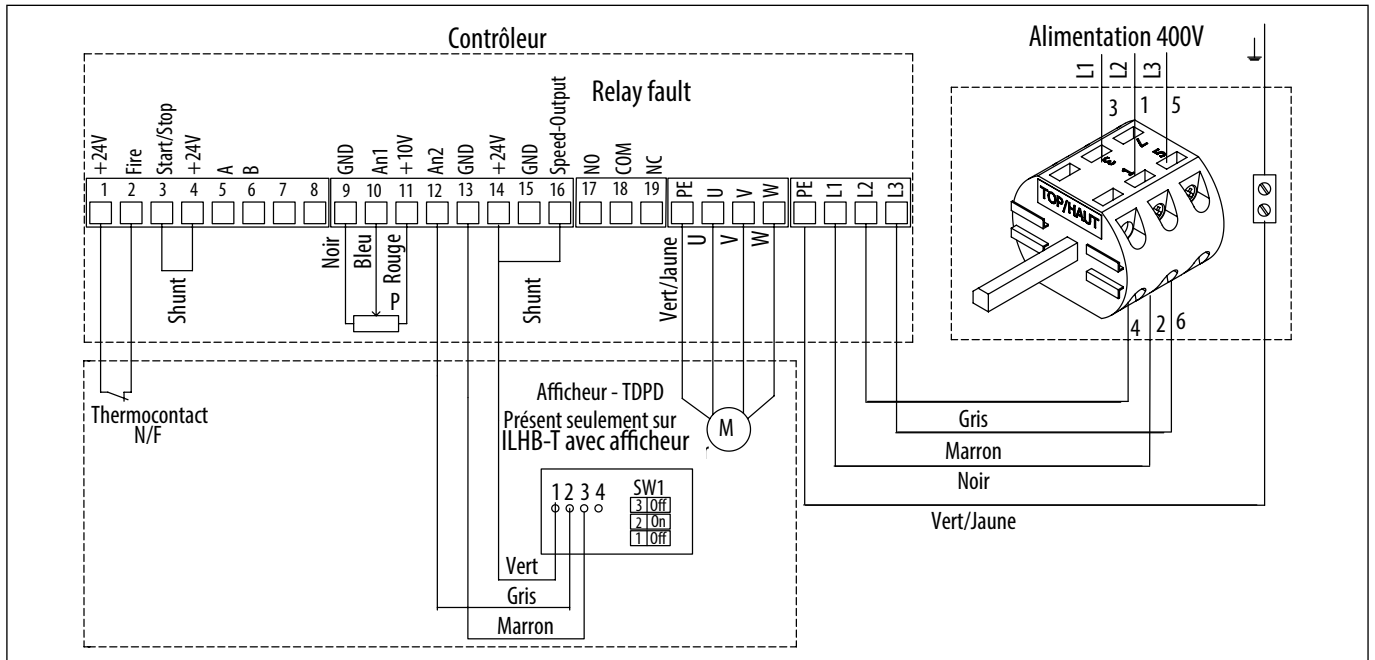 Contrôleur
Relay fault
Alimentation 400V
L1
L2
L3
3
1
5
+24V
Fire
Start/Stop
+24V
A
B
GND
An1
+10V
An2
GND
+24V
GND
Speed-Output
NO
COM
NC
1
2
3
4
5
6
7
8
9
10
11
12
13
14
15
16
17
18
19
PE
U
V
W
PE
L1
L2
L3
3
1
5
TOP/HAUT
4
2
6
Shunt
Noir
Bleu
Rouge
P
Shunt
Vert/Jaune
U
V
W
Thermocontact
N/F
Afficheur - TDPD
Présent seulement sur
ILHB-T avec afficheur
M
1 2 3 4
SW1
3 Off
2 On
1 Off
Vert
Gris
Marron
Gris
Marron
Noir
Vert/Jaune